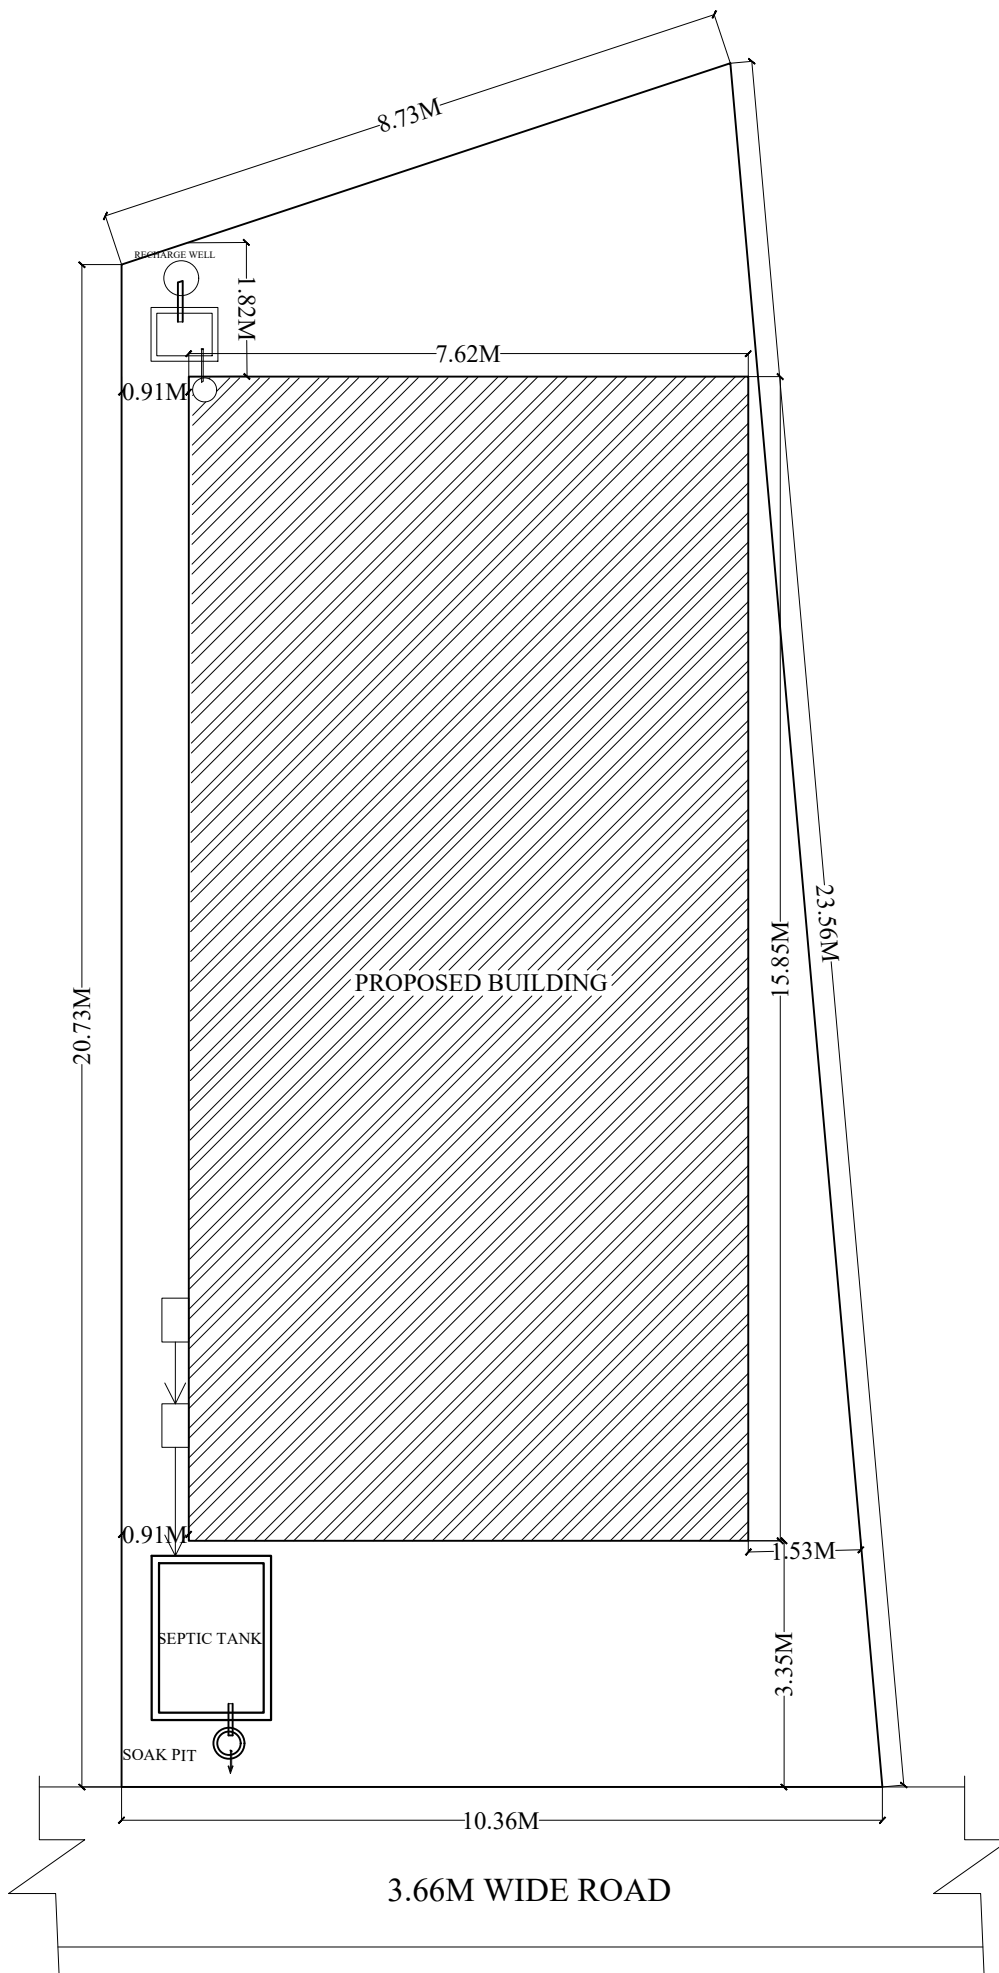 8.73M
RECHARGE WELL
1.82M
7.62M
0.91M
23.56M
15.85M
PROPOSED BUILDING
20.73M
0.91M
1.53M
SEPTIC TANK
3.35M
SOAK PIT
10.36M
3.66M WIDE ROAD